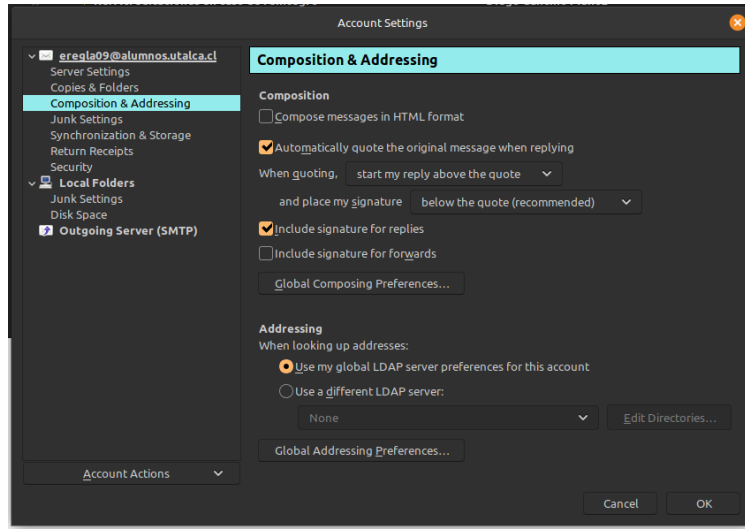 Account Settings
eregla09@alumnos.utalca.cl
Server Settings
Copies & Folders
Composition & Addressing
Junk Settings
Synchronization & Storage
Return Receipts
Security
Local Folders
Junk Settings
Disk Space
Outgoing Server (SMTP)
Account Actions
Composition & Addressing
Composition
Compose messages in HTML format
Automatically quote the original message when replying
When quoting, start my reply above the quote
and place my signature below the quote (recommended)
Include signature for replies
Include signature for forwards
Global Composing Preferences...
Addressing
When looking up addresses:
Use my global LDAP server preferences for this account
Use a different LDAP server:
None Edit Directories...
Global Addressing Preferences...
Cancel OK